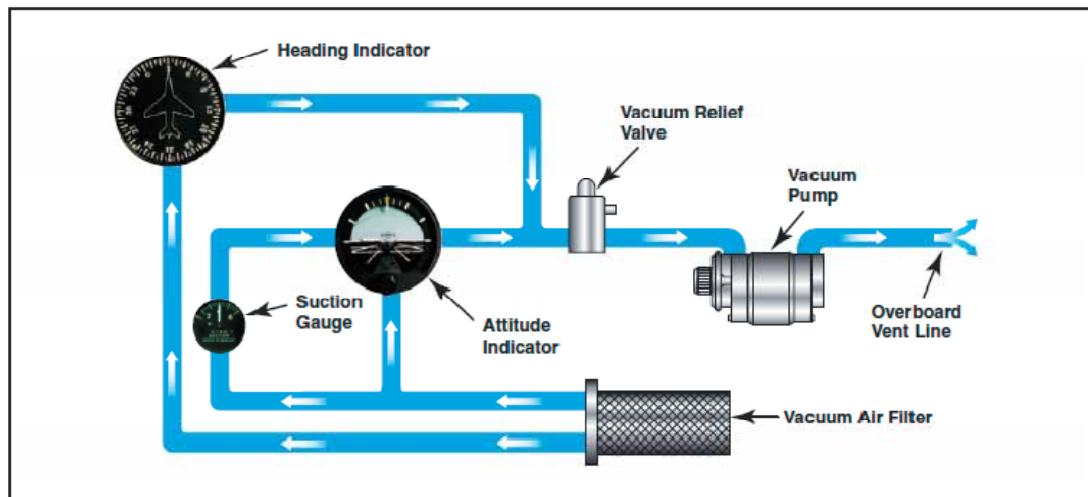 Heading Indicator
Vacuum Relief
Valve
Vacuum
Pump
Suction
Gauge
Attitude
Indicator
Overboard
Vent Line
Vacuum Air Filter